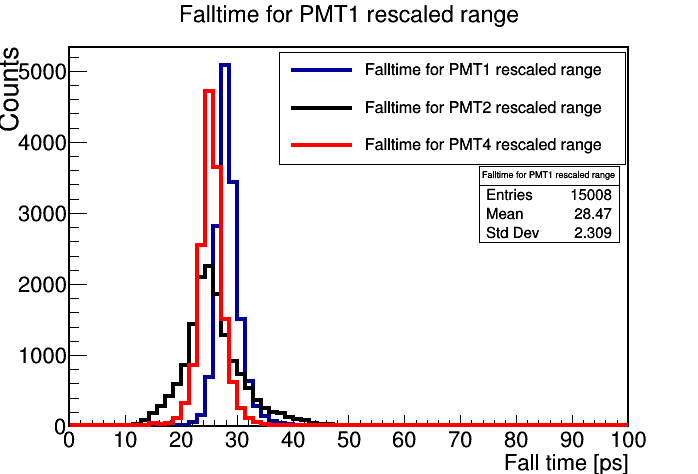 Falltime for PMT1 rescaled range
Counts
5000
4000
3000
2000
1000
0
Falltime for PMT1 rescaled range
Falltime for PMT2 rescaled range
Falltime for PMT4 rescaled range
Falltime for PMT1 rescaled range
Entries 15008
Mean 28.47
Std Dev 2.309
0 10 20 30 40 50 60 70 80 90 100
Fall time [ps]